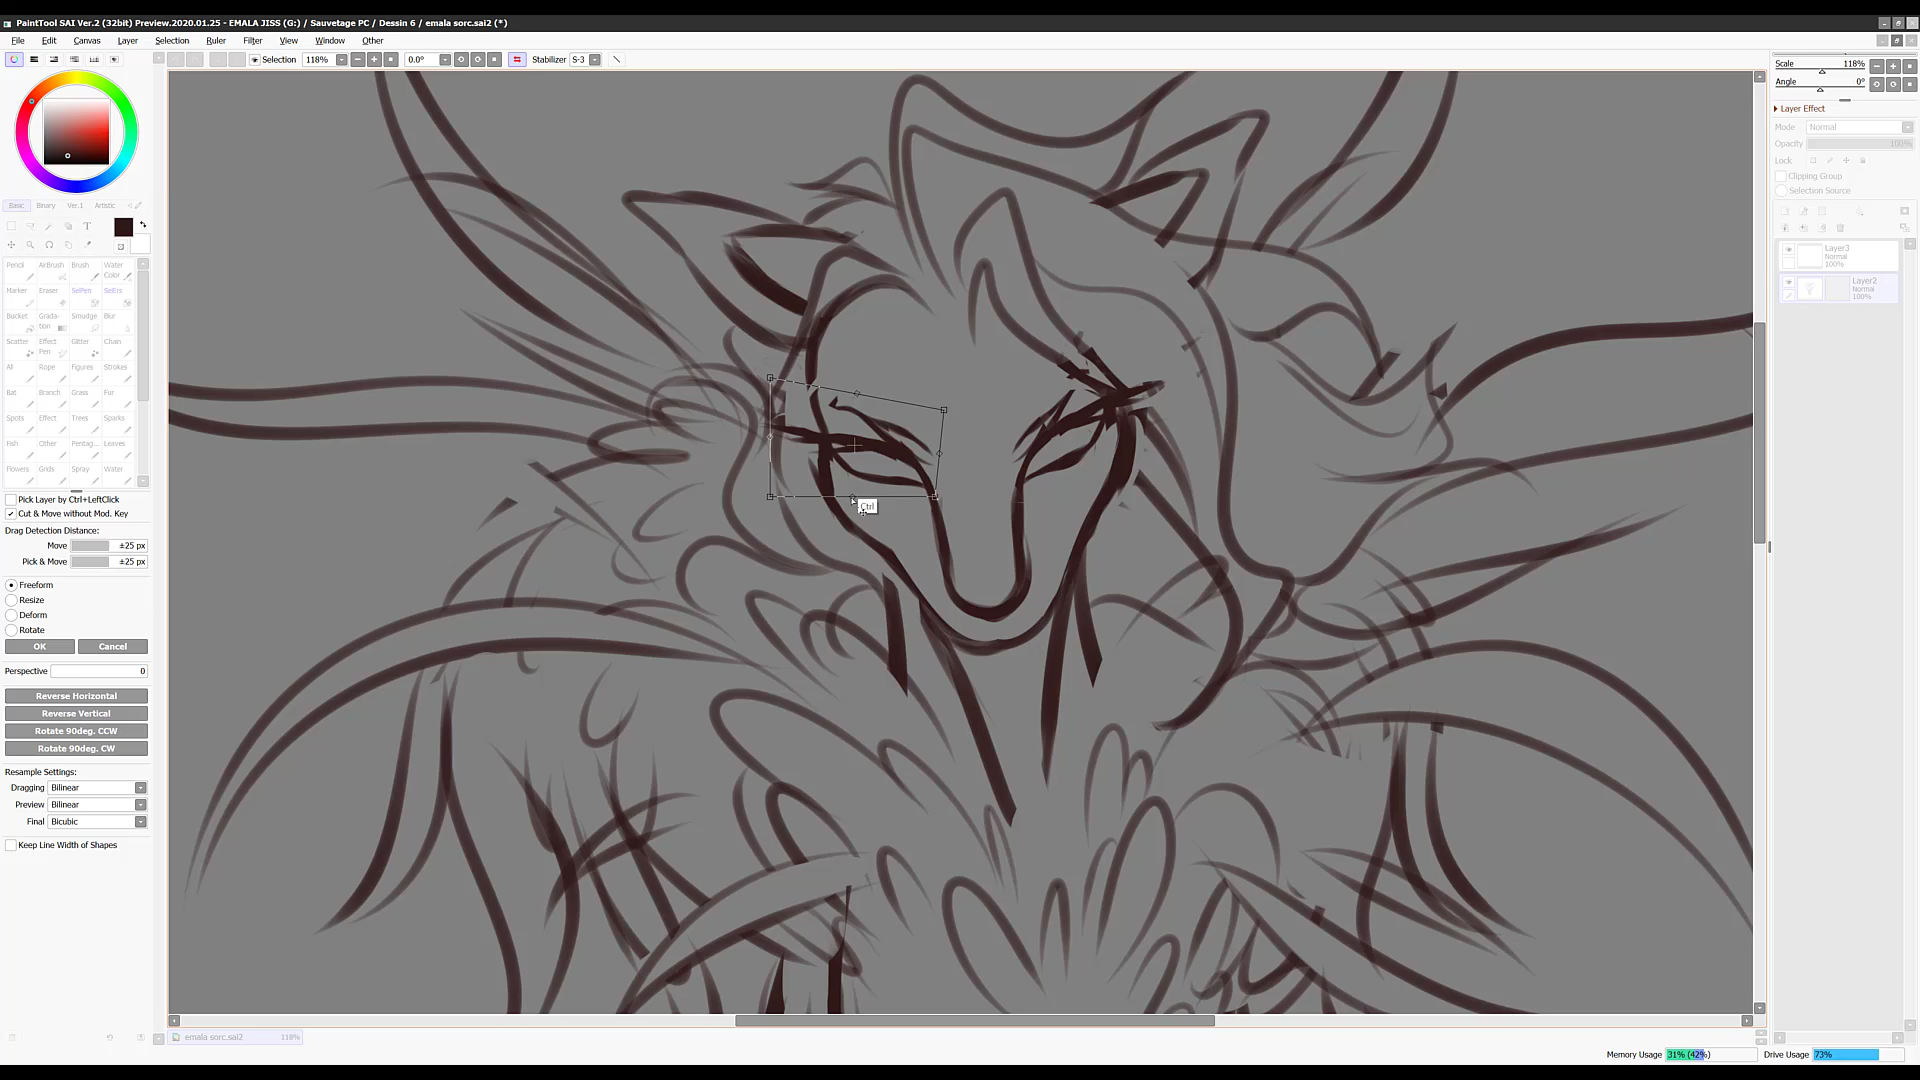 PaintTool SAI Ver.2 (32bit) Preview.2020.01.25 - EMALA JISS (G:) / Sauvetage PC / Dessin 6 / emala sorc.sai2 (*)
File Edit Canvas Layer Selection Ruler Filter View Window Other
Selection 118% 0.0° Stabilizer S-3
Scale 118%
Angle 0°
Layer Effect
Mode Normal
Opacity 100%
Lock
Clipping Group
Selection Source
Layer3
Normal
100%
Layer2
Normal
100%
Basic Binary Ver.1 Artistic
T
Pencil AirBrush Brush Water Color
Marker Eraser SelPen SelErs
Bucket Grada-tion Smudge Blur
Scatter Effect Pen Glitter Chain
All Rope Figures Strokes
Bat Branch Grass Fur
Spots Effect Trees Sparks
Fish Other Pentag... Leaves
Flowers Grids Spray Water
Pick Layer by Ctrl+LeftClick
Cut & Move without Mod. Key
Drag Detection Distance:
Move ±25 px
Pick & Move ±25 px
Freeform
Resize
Deform
Rotate
OK Cancel
Perspective 0
Reverse Horizontal
Reverse Vertical
Rotate 90deg. CCW
Rotate 90deg. CW
Resample Settings:
Dragging Bilinear
Preview Bilinear
Final Bicubic
Keep Line Width of Shapes
Ctrl
emala sorc.sai2 118%
Memory Usage 31% (42%) Drive Usage 73%